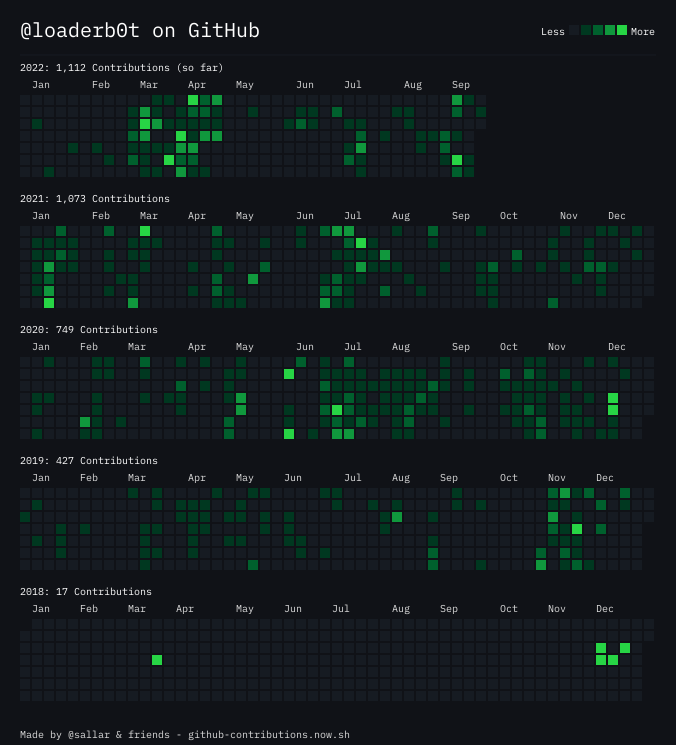 @loaderb0t on GitHub
Less More
2022: 1,112 Contributions (so far)
Jan Feb Mar Apr May Jun Jul Aug Sep
2021: 1,073 Contributions
Jan Feb Mar Apr May Jun Jul Aug Sep Oct Nov Dec
2020: 749 Contributions
Jan Feb Mar Apr May Jun Jul Aug Sep Oct Nov Dec
2019: 427 Contributions
Jan Feb Mar Apr May Jun Jul Aug Sep Oct Nov Dec
2018: 17 Contributions
Jan Feb Mar Apr May Jun Jul Aug Sep Oct Nov Dec
Made by @sallar & friends - github-contributions.now.sh